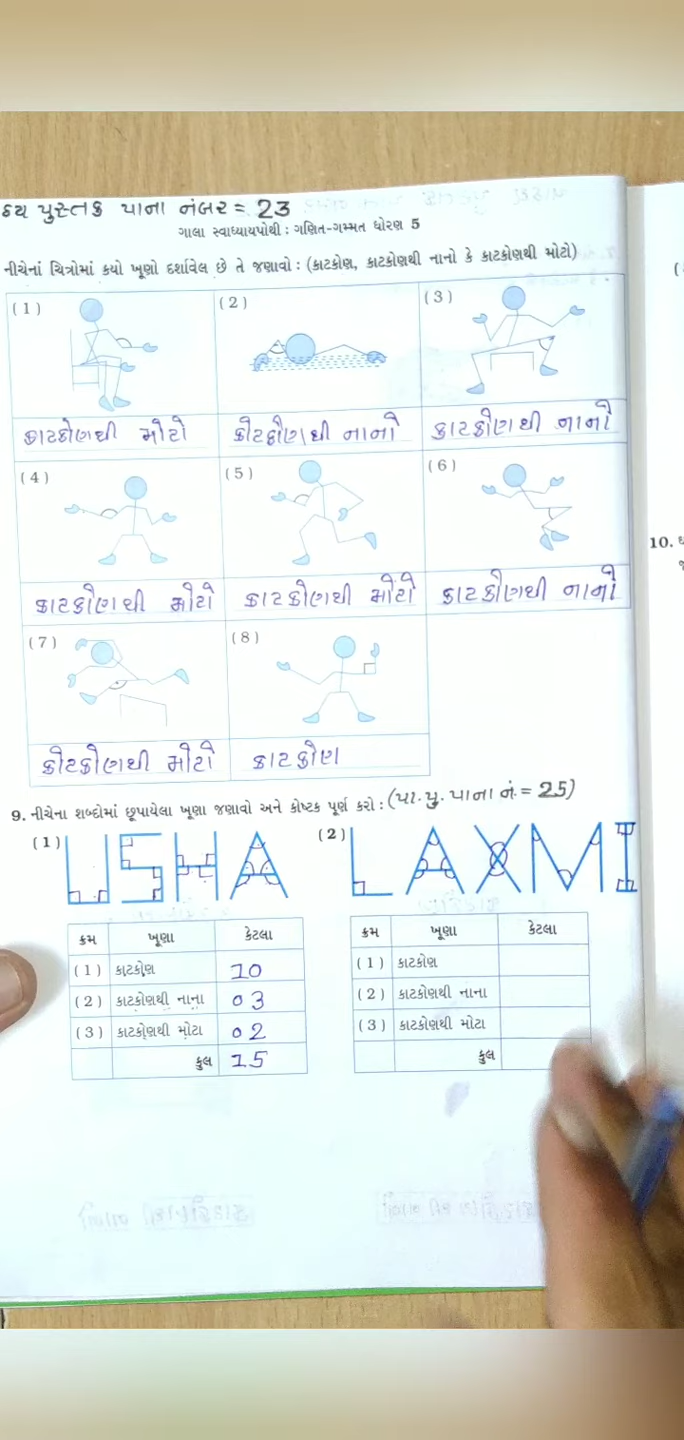 પુસ્તક પાના નંબર = 23
ગાલા સ્વાધ્યાયપોથી : ગણિત-ગમ્મત ધોરણ 5
નીચેનાં ચિત્રોમાં કયો ખૂણો દર્શાવેલ છે તે જણાવો : (કાટકોણ, કાટકોણથી નાનો કે કાટકોણથી મોટો)
(1) (2) (3)
કાટકોણથી મોટો કાટકોણથી નાનો કાટકોણથી નાનો
(4) (5) (6)
કાટકોણથી મોટો કાટકોણથી મોટો કાટકોણથી નાનો
(7) (8)
કાટકોણથી મોટો કાટકોણ
10.
9. નીચેના શબ્દોમાં છૂપાયેલા ખૂણા જણાવો અને કોષ્ટક પૂર્ણ કરો : (પા.પુ. પાના નં. = 25)
(1) USHA (2) LAXMI
ક્રમ ખૂણા કેટલા ક્રમ ખૂણા કેટલા
(1) કાટકોણ 10 (1) કાટકોણ
(2) કાટકોણથી નાના 03 (2) કાટકોણથી નાના
(3) કાટકોણથી મોટા 02 (3) કાટકોણથી મોટા
કુલ 15 કુલ